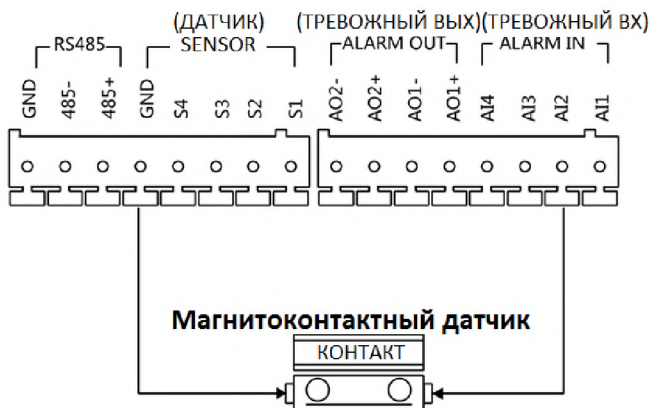 (ДАТЧИК) (ТРЕВОЖНЫЙ ВЫХ)(ТРЕВОЖНЫЙ ВХ)
RS485 SENSOR ALARM OUT ALARM IN
GND 485- 485+ GND S4 S3 S2 S1 AO2- AO2+ AO1- AO1+ AI4 AI3 AI2 AI1
Магнитоконтактный датчик
КОНТАКТ